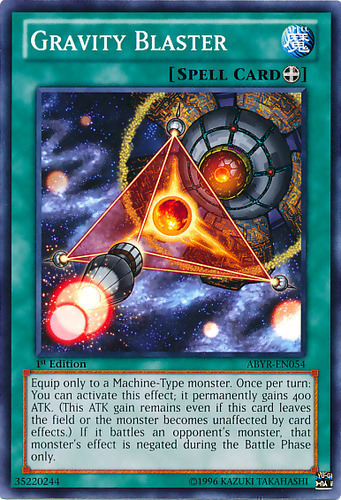 GRAVITY BLASTER
[SPELL CARD]
1st Edition
ABYR-EN054
Equip only to a Machine-Type monster. Once per turn:
You can activate this effect; it permanently gains 400
ATK. (This ATK gain remains even if this card leaves
the field or the monster becomes unaffected by card
effects.) If it battles an opponent's monster, that
monster's effect is negated during the Battle Phase
only.
35220244
©1996 KAZUKI TAKAHASHI